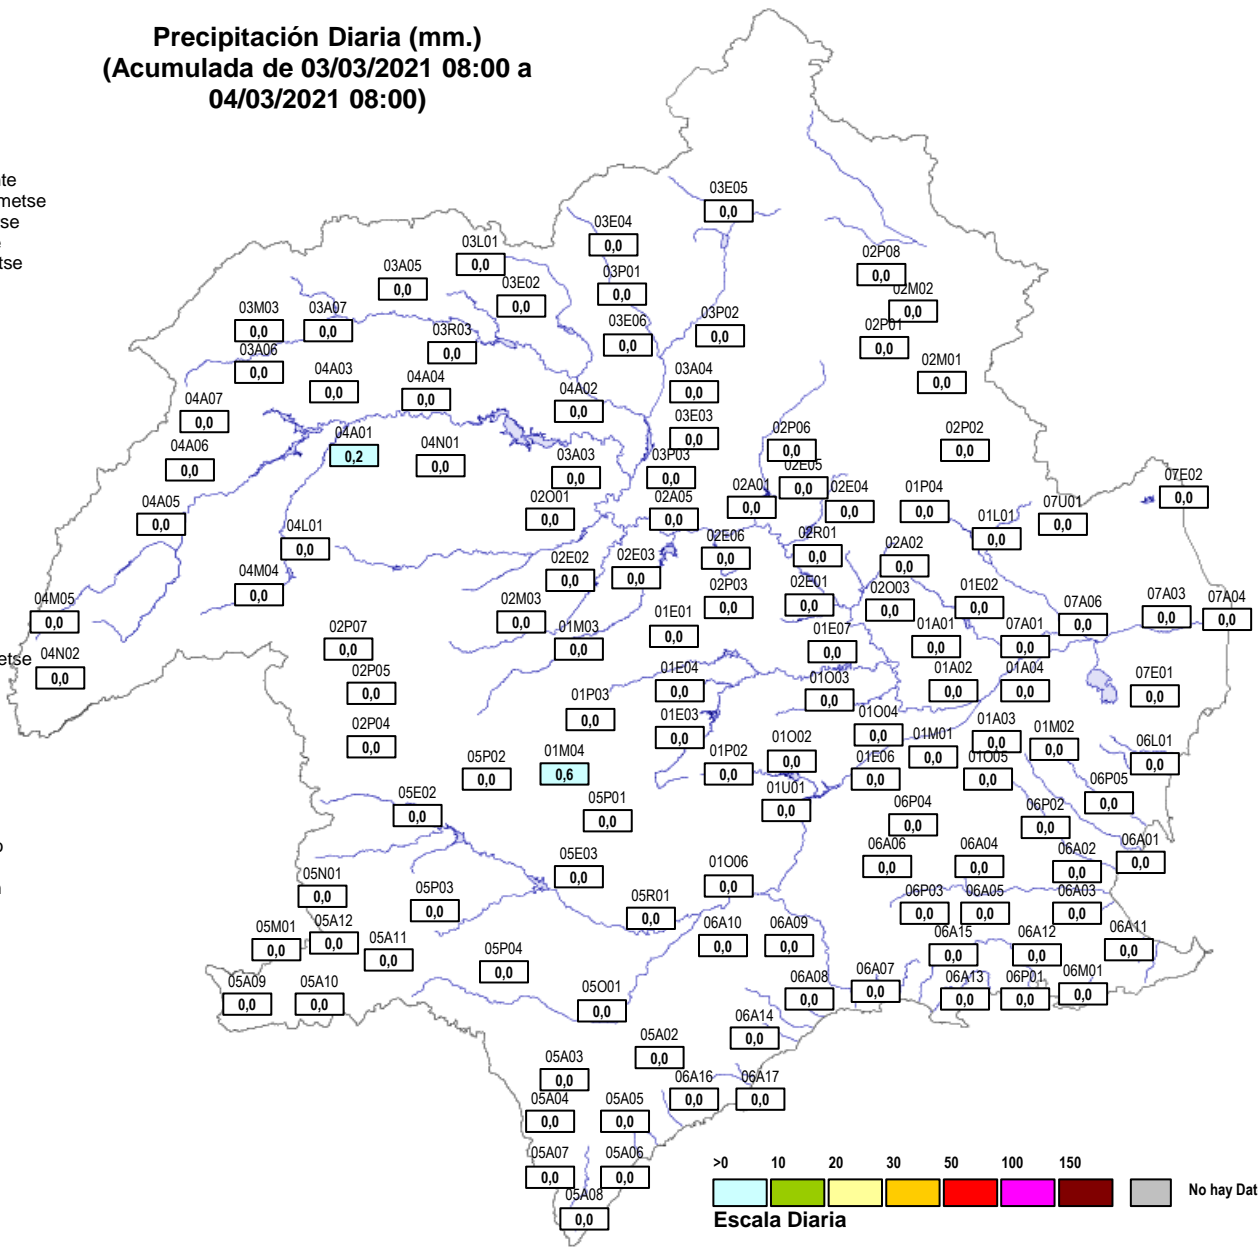 Precipitación Diaria (mm.)
(Acumulada de 03/03/2021 08:00 a
04/03/2021 08:00)
te
metse
se
e
tse
etse
o
n
03E05
0,0
03E04
0,0
03L01
0,0
02P08
0,0
03A05
0,0
03P01
0,0
03E02
0,0
02M02
0,0
03M03
0,0
03A07
0,0
03P02
0,0
03E06
0,0
03R03
0,0
02P01
0,0
03A06
0,0
02M01
0,0
04A03
0,0
04A04
0,0
03A04
0,0
04A02
0,0
04A07
0,0
03E03
0,0
04A01
0,2
02P06
0,0
02P02
0,0
04A06
0,0
04N01
0,0
03A03
0,0
03P03
0,0
02E05
0,0
07E02
0,0
02A01
0,0
02E04
0,0
01P04
0,0
04A05
0,0
02O01
0,0
02A05
0,0
07U01
0,0
01L01
0,0
04L01
0,0
02E06
0,0
02R01
0,0
02A02
0,0
02E02
0,0
02E03
0,0
04M04
0,0
02P03
0,0
02E01
0,0
02O03
0,0
01E02
0,0
04M05
0,0
02M03
0,0
07A06
0,0
07A03
0,0
07A04
0,0
01E01
0,0
02P07
0,0
01M03
0,0
01E07
0,0
01A01
0,0
07A01
0,0
04N02
0,0
02P05
0,0
01E04
0,0
01O03
0,0
01A02
0,0
01A04
0,0
07E01
0,0
01P03
0,0
02P04
0,0
01E03
0,0
01O04
0,0
01A03
0,0
01M02
0,0
05P02
0,0
01M04
0,6
01P02
0,0
01O02
0,0
01M01
0,0
01E06
0,0
01O05
0,0
06L01
0,0
05E02
0,0
05P01
0,0
01U01
0,0
06P04
0,0
06P02
0,0
06P05
0,0
05E03
0,0
06A06
0,0
06A04
0,0
06A02
0,0
06A01
0,0
05N01
0,0
05P03
0,0
01O06
0,0
05R01
0,0
06P03
0,0
06A05
0,0
06A03
0,0
05M01
0,0
05A12
0,0
05A11
0,0
05P04
0,0
06A10
0,0
06A09
0,0
06A15
0,0
06A12
0,0
06A11
0,0
05A09
0,0
05A10
0,0
05O01
0,0
06A08
0,0
06A07
0,0
06A13
0,0
06P01
0,0
06M01
0,0
05A02
0,0
06A14
0,0
05A03
0,0
06A16
0,0
06A17
0,0
05A04
0,0
05A05
0,0
05A07
0,0
05A06
0,0
05A08
0,0
>0 10 20 30 50 100 150
No hay Dat
Escala Diaria